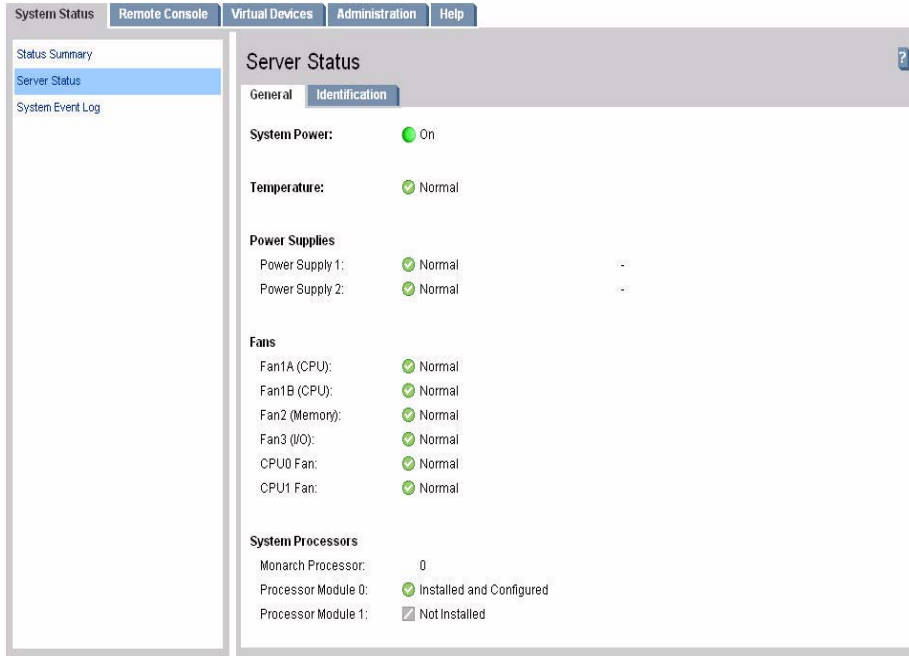 System Status Remote Console Virtual Devices Administration Help
Status Summary
Server Status
System Event Log
Server Status
?
General Identification
System Power: On
Temperature: Normal
Power Supplies
Power Supply 1: Normal -
Power Supply 2: Normal -
Fans
Fan1A (CPU): Normal
Fan1B (CPU): Normal
Fan2 (Memory): Normal
Fan3 (I/O): Normal
CPU0 Fan: Normal
CPU1 Fan: Normal
System Processors
Monarch Processor: 0
Processor Module 0: Installed and Configured
Processor Module 1: Not Installed